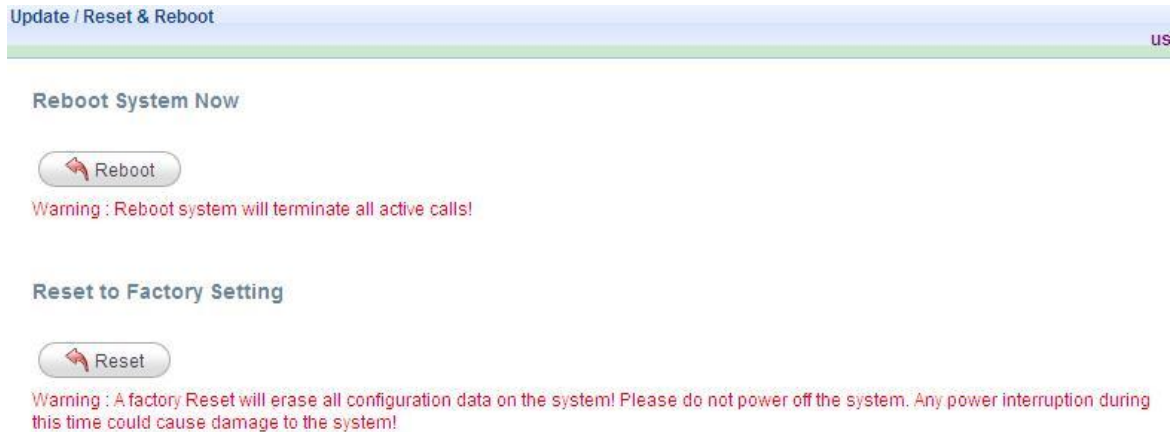 Update / Reset & Reboot
Reboot System Now
Reboot
Warning : Reboot system will terminate all active calls!
Reset to Factory Setting
Reset
Warning : A factory Reset will erase all configuration data on the system! Please do not power off the system. Any power interruption during
this time could cause damage to the system!